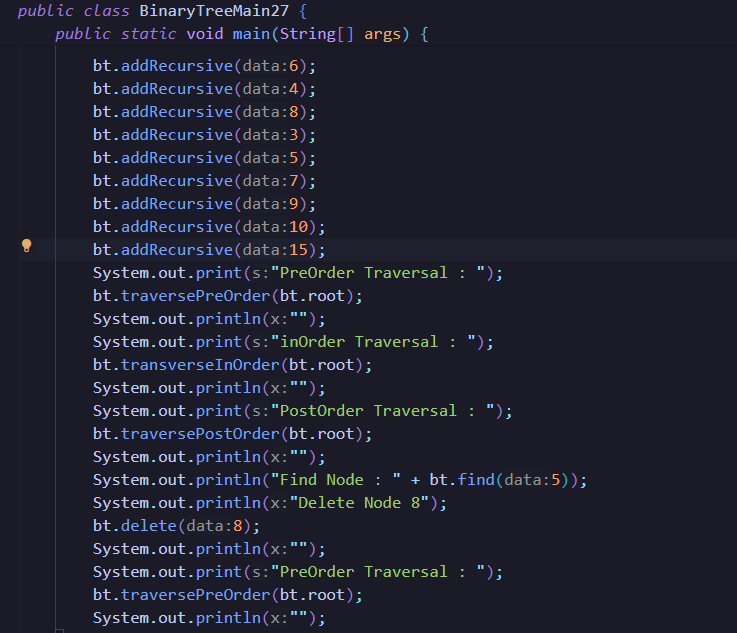 public class BinaryTreeMain27 {
public static void main(String[] args) {
bt.addRecursive(data:6);
bt.addRecursive(data:4);
bt.addRecursive(data:8);
bt.addRecursive(data:3);
bt.addRecursive(data:5);
bt.addRecursive(data:7);
bt.addRecursive(data:9);
bt.addRecursive(data:10);
bt.addRecursive(data:15);
System.out.print(s:"PreOrder Traversal : ");
bt.traversePreOrder(bt.root);
System.out.println(x:"");
System.out.print(s:"inOrder Traversal : ");
bt.transverseInOrder(bt.root);
System.out.println(x:"");
System.out.print(s:"PostOrder Traversal : ");
bt.traversePostOrder(bt.root);
System.out.println(x:"");
System.out.println("Find Node : " + bt.find(data:5));
System.out.println(x:"Delete Node 8");
bt.delete(data:8);
System.out.println(x:"");
System.out.print(s:"PreOrder Traversal : ");
bt.traversePreOrder(bt.root);
System.out.println(x:"");